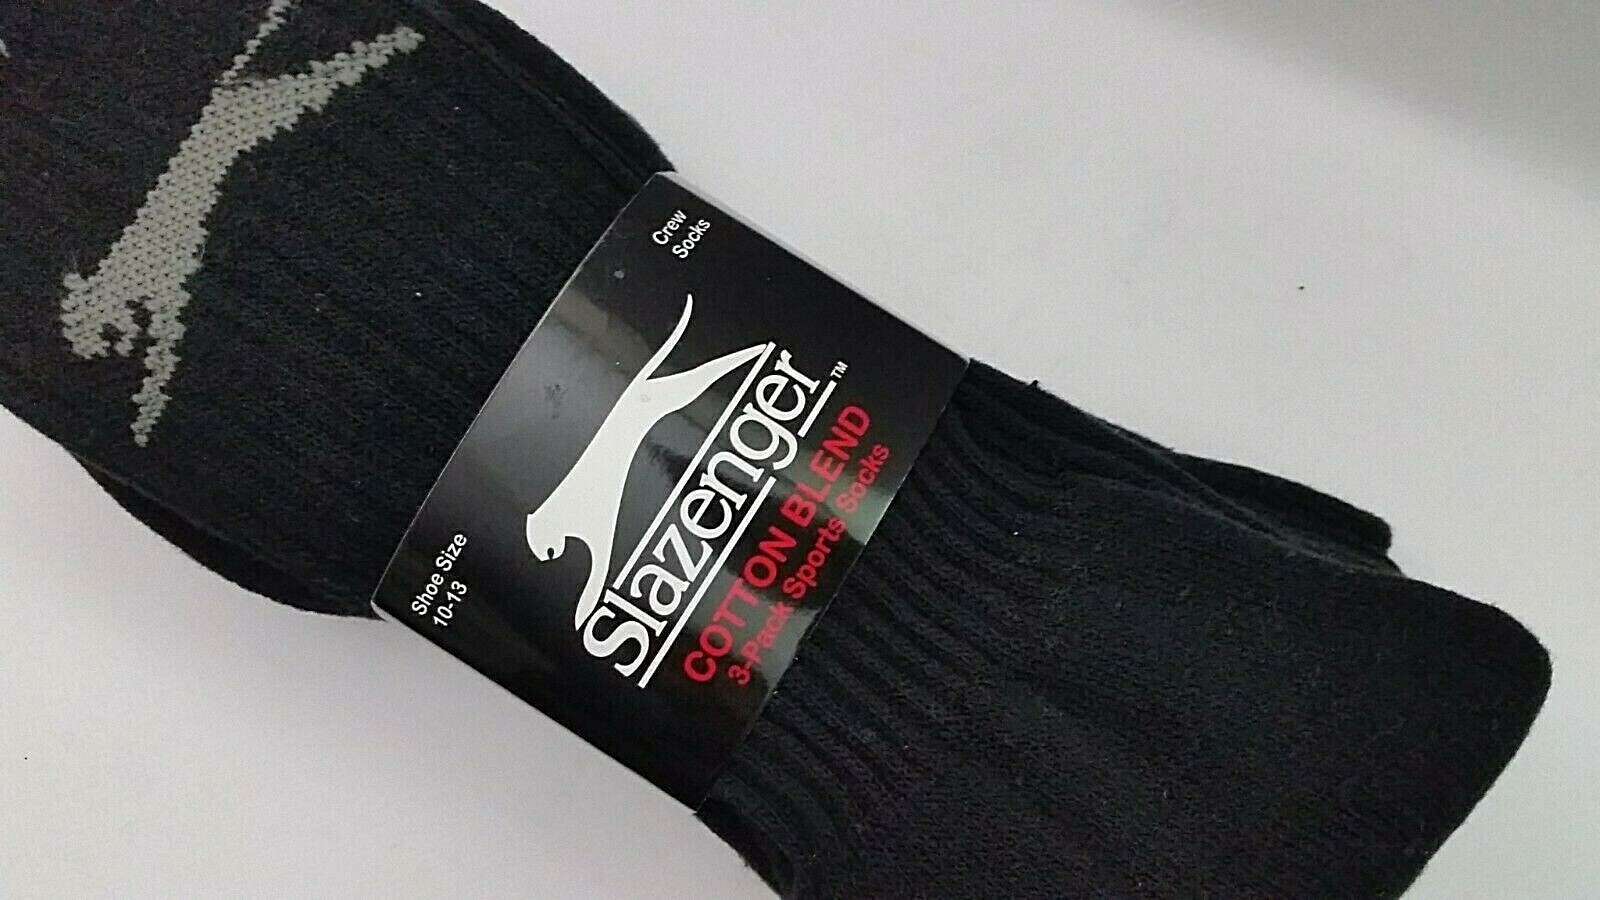 Crew
Socks
Slazenger™
COTTON BLEND
3-Pack Sports Socks
Shoe Size
10-13